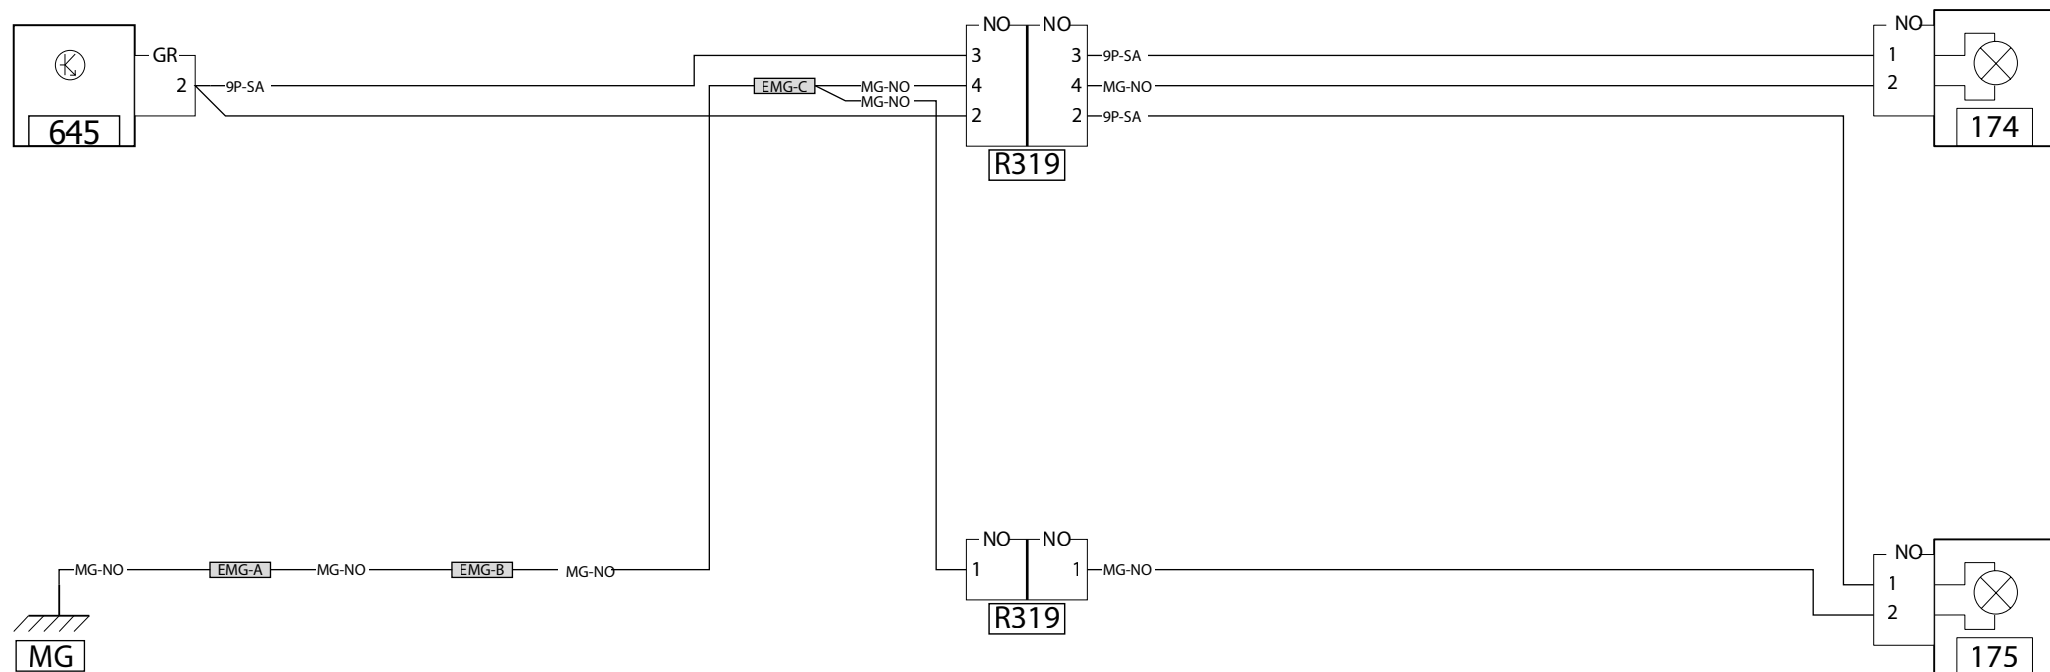 NO NO NO
GR 3 3 9P-SA 1
2 9P-SA EMG-C MG-NO 4 4 MG-NO 2
MG-NO
645 2 2 9P-SA 174
R319
NO NO NO
MG-NO EMG-A MG-NO EMG-B MG-NO 1 1 MG-NO 1
R319 2
MG 175